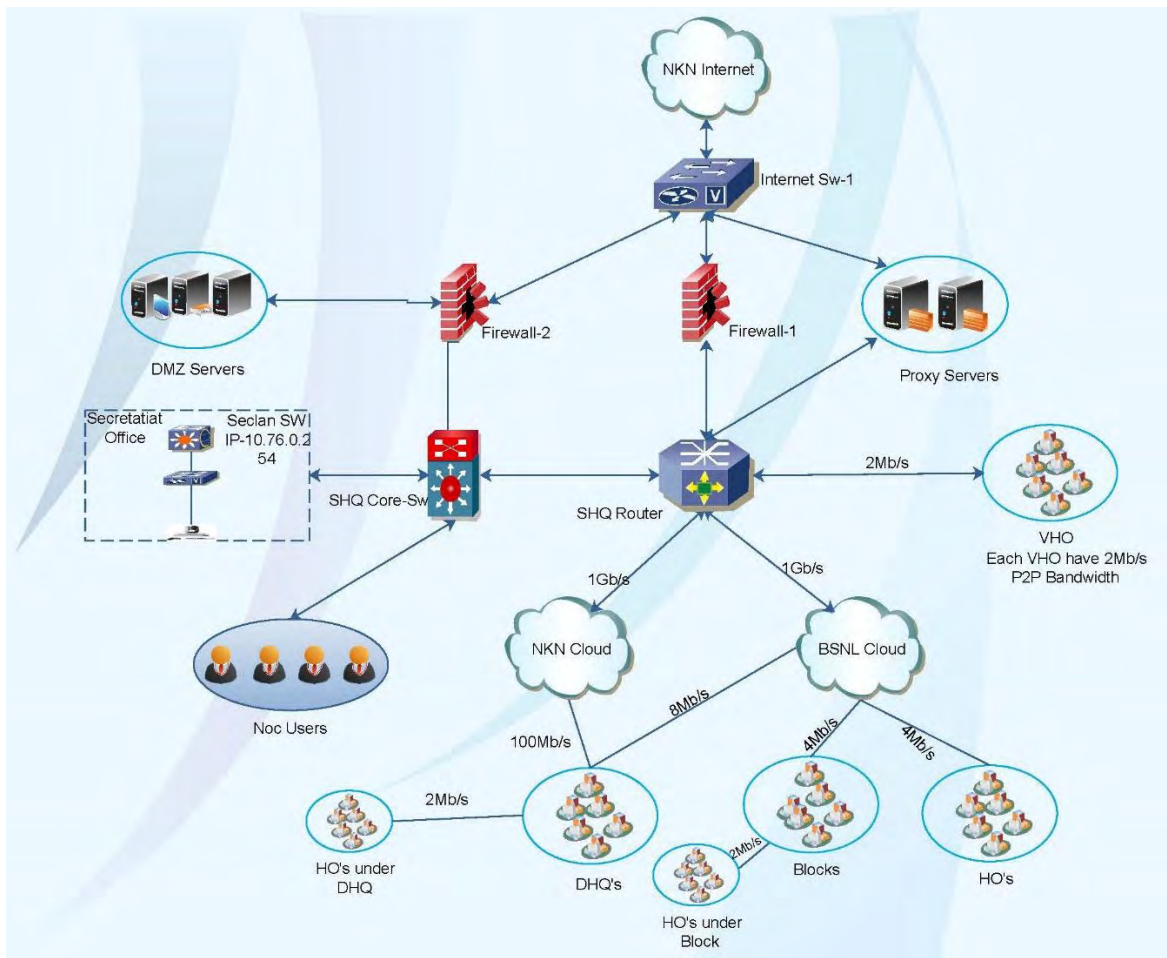 NKN Internet
Internet Sw-1
Firewall-2
Firewall-1
DMZ Servers
Proxy Servers
Secretatiat
Office
Seclan SW
IP-10.76.0.2
54
SHQ Core-Sw
SHQ Router
2Mb/s
VHO
Each VHO have 2Mb/s
P2P Bandwidth
1Gb/s
1Gb/s
NKN Cloud
BSNL Cloud
Noc Users
8Mb/s
100Mb/s
4Mb/s
4Mb/s
2Mb/s
HO's under
DHQ
DHQ's
2Mb/s
Blocks
HO's
HO's under
Block
V
V